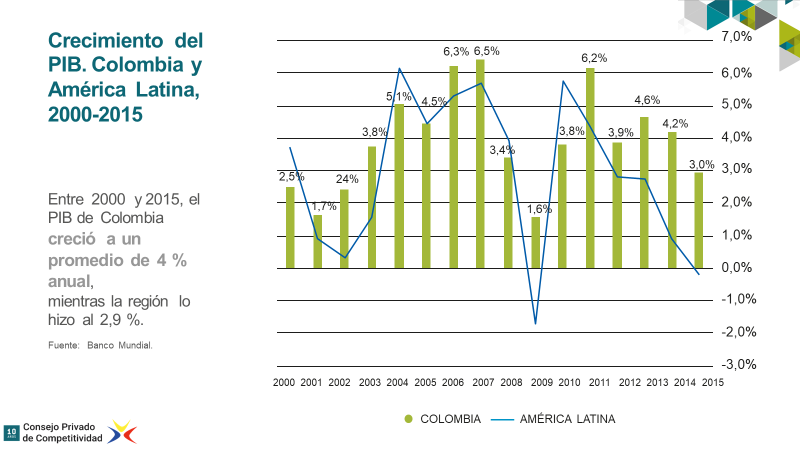 Crecimiento del
PIB. Colombia y
América Latina,
2000-2015
Entre 2000 y 2015, el
PIB de Colombia
creció a un
promedio de 4 %
anual,
mientras la región lo
hizo al 2,9 %.
Fuente: Banco Mundial.
7,0%
6,0%
5,0%
4,0%
3,0%
2,0%
1,0%
0,0%
-1,0%
-2,0%
-3,0%
2,5%
1,7%
24%
3,8%
5,1%
4,5%
6,3%
6,5%
3,4%
1,6%
3,8%
6,2%
3,9%
4,6%
4,2%
3,0%
2000 2001 2002 2003 2004 2005 2006 2007 2008 2009 2010 2011 2012 2013 2014 2015
COLOMBIA AMÉRICA LATINA
10
AÑOS
Consejo Privado
de Competitividad